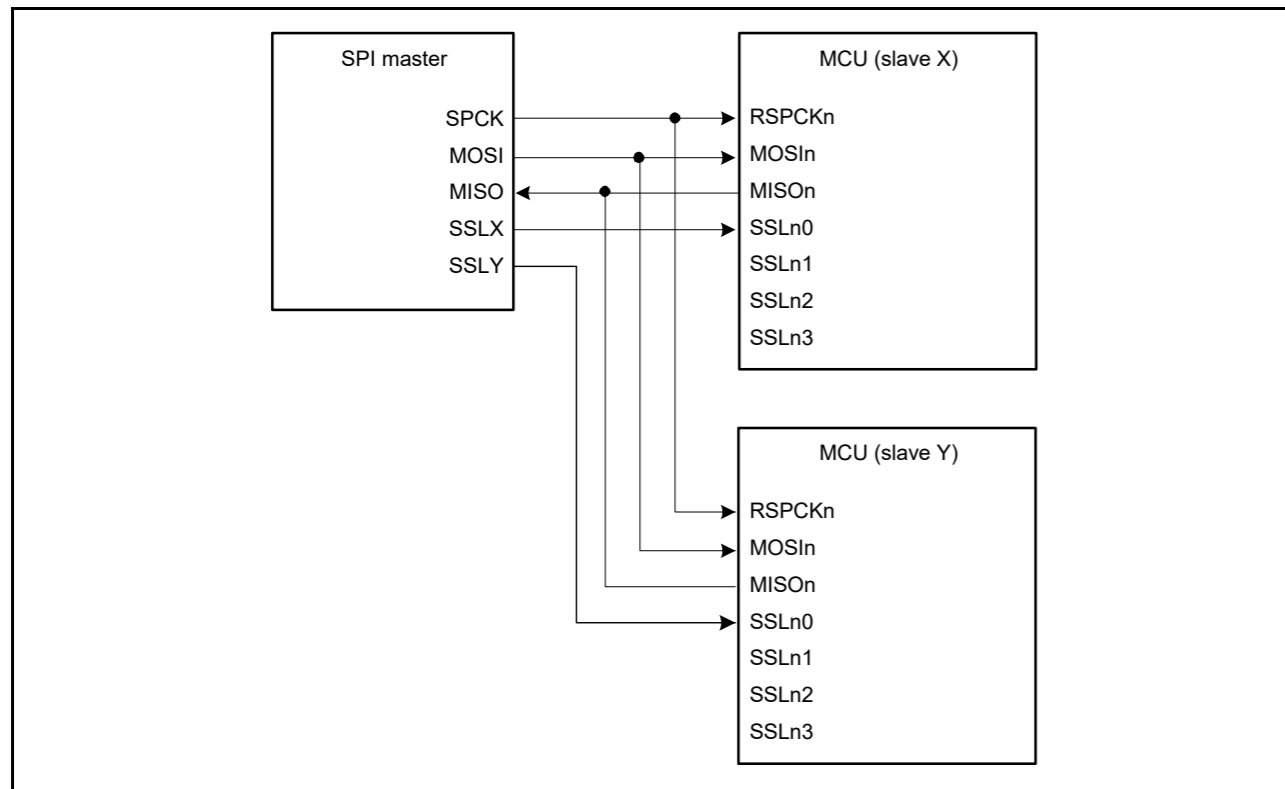 SPI master
SPCK
MOSI
MISO
SSLX
SSLY
MCU (slave X)
RSPCKn
MOSIn
MISOn
SSLn0
SSLn1
SSLn2
SSLn3
MCU (slave Y)
RSPCKn
MOSIn
MISOn
SSLn0
SSLn1
SSLn2
SSLn3